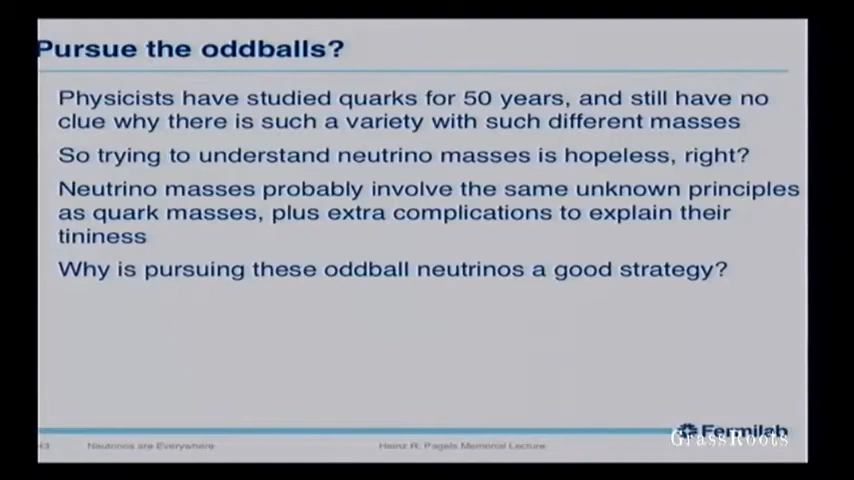 Pursue the oddballs?
Physicists have studied quarks for 50 years, and still have no
clue why there is such a variety with such different masses
So trying to understand neutrino masses is hopeless, right?
Neutrino masses probably involve the same unknown principles
as quark masses, plus extra complications to explain their
tininess
Why is pursuing these oddball neutrinos a good strategy?
Fermilab
GrassRoots
Neutrinos are Everywhere
Heinz R. Pagels Memorial Lecture